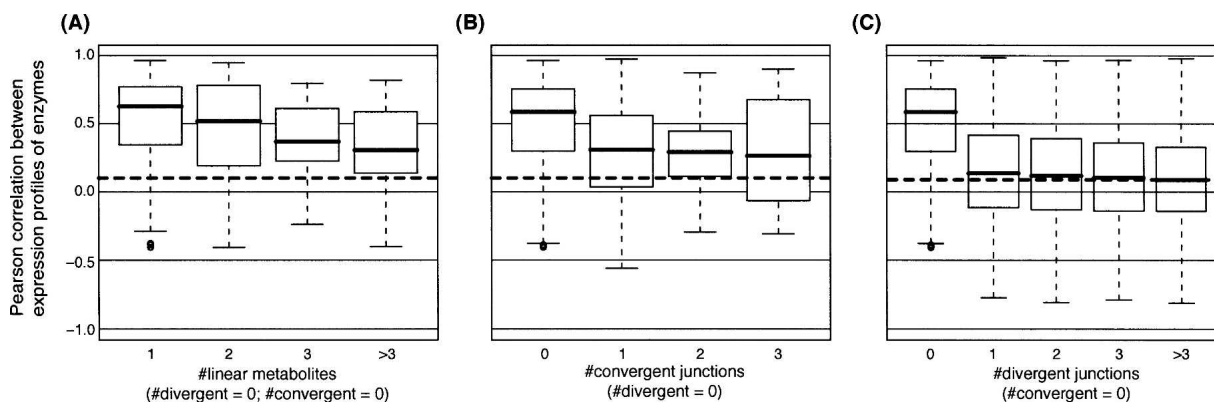 (A)
(B)
(C)
Pearson correlation between
expression profiles of enzymes
1.0
0.5
0.0
−0.5
−1.0
1 2 3 >3
#linear metabolites
(#divergent = 0; #convergent = 0)
0 1 2 3
#convergent junctions
(#divergent = 0)
0 1 2 3 >3
#divergent junctions
(#convergent = 0)